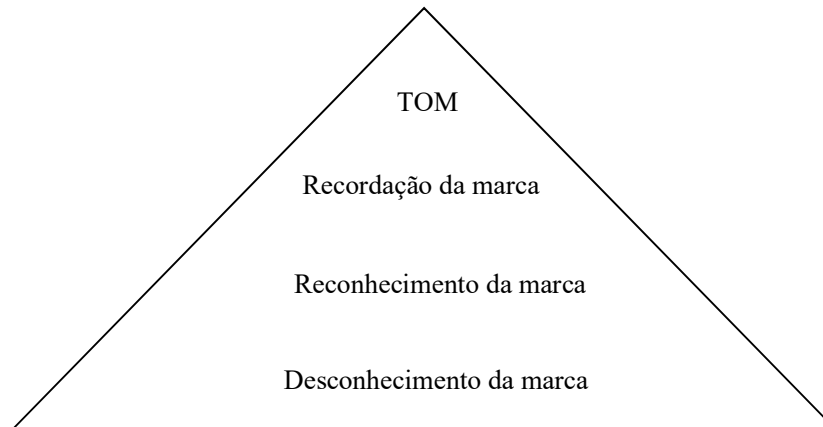 TOM
Recordação da marca
Reconhecimento da marca
Desconhecimento da marca